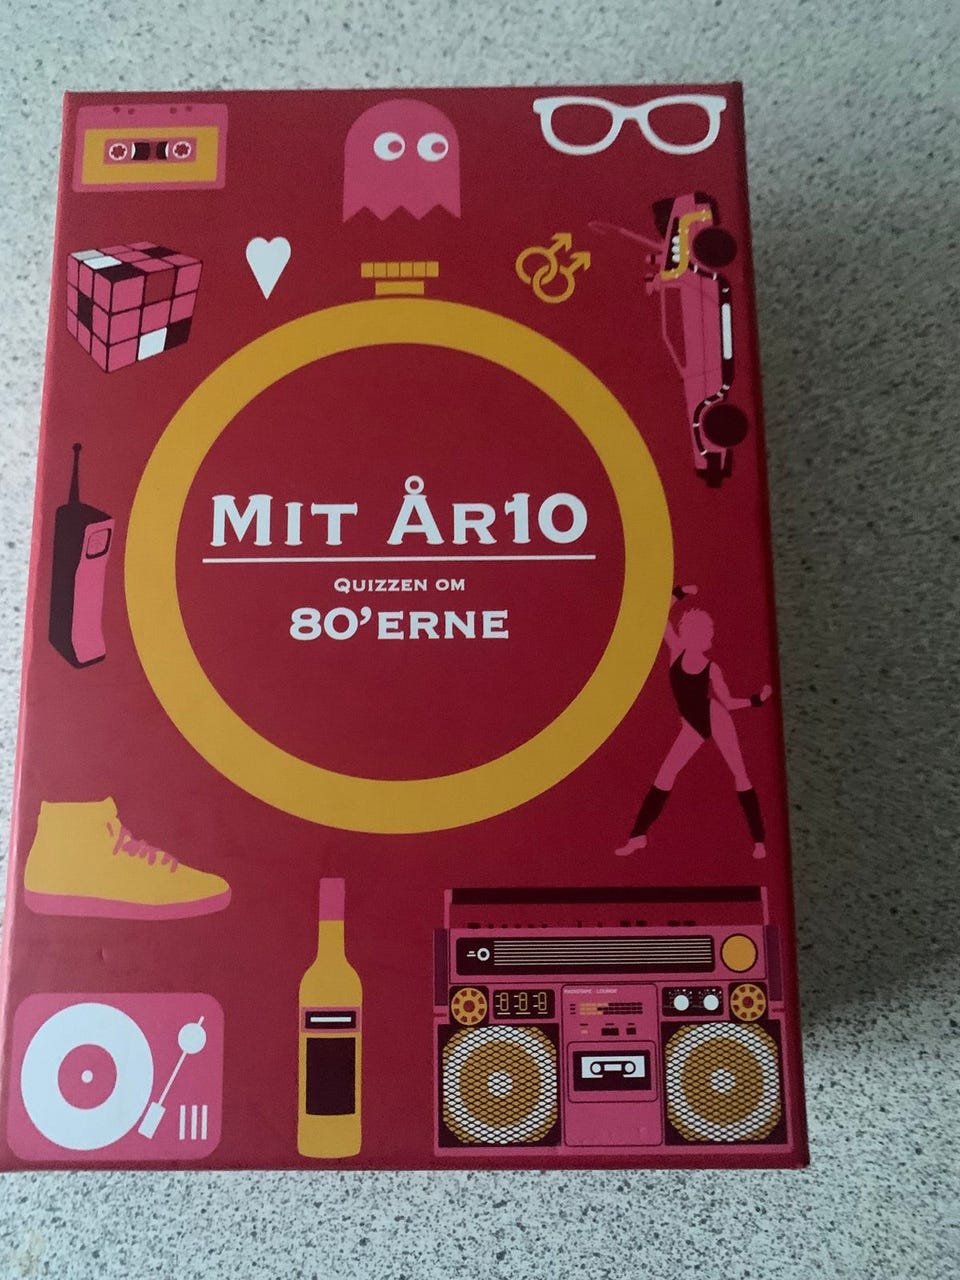 Mit År10
Quizzen om
80'erne